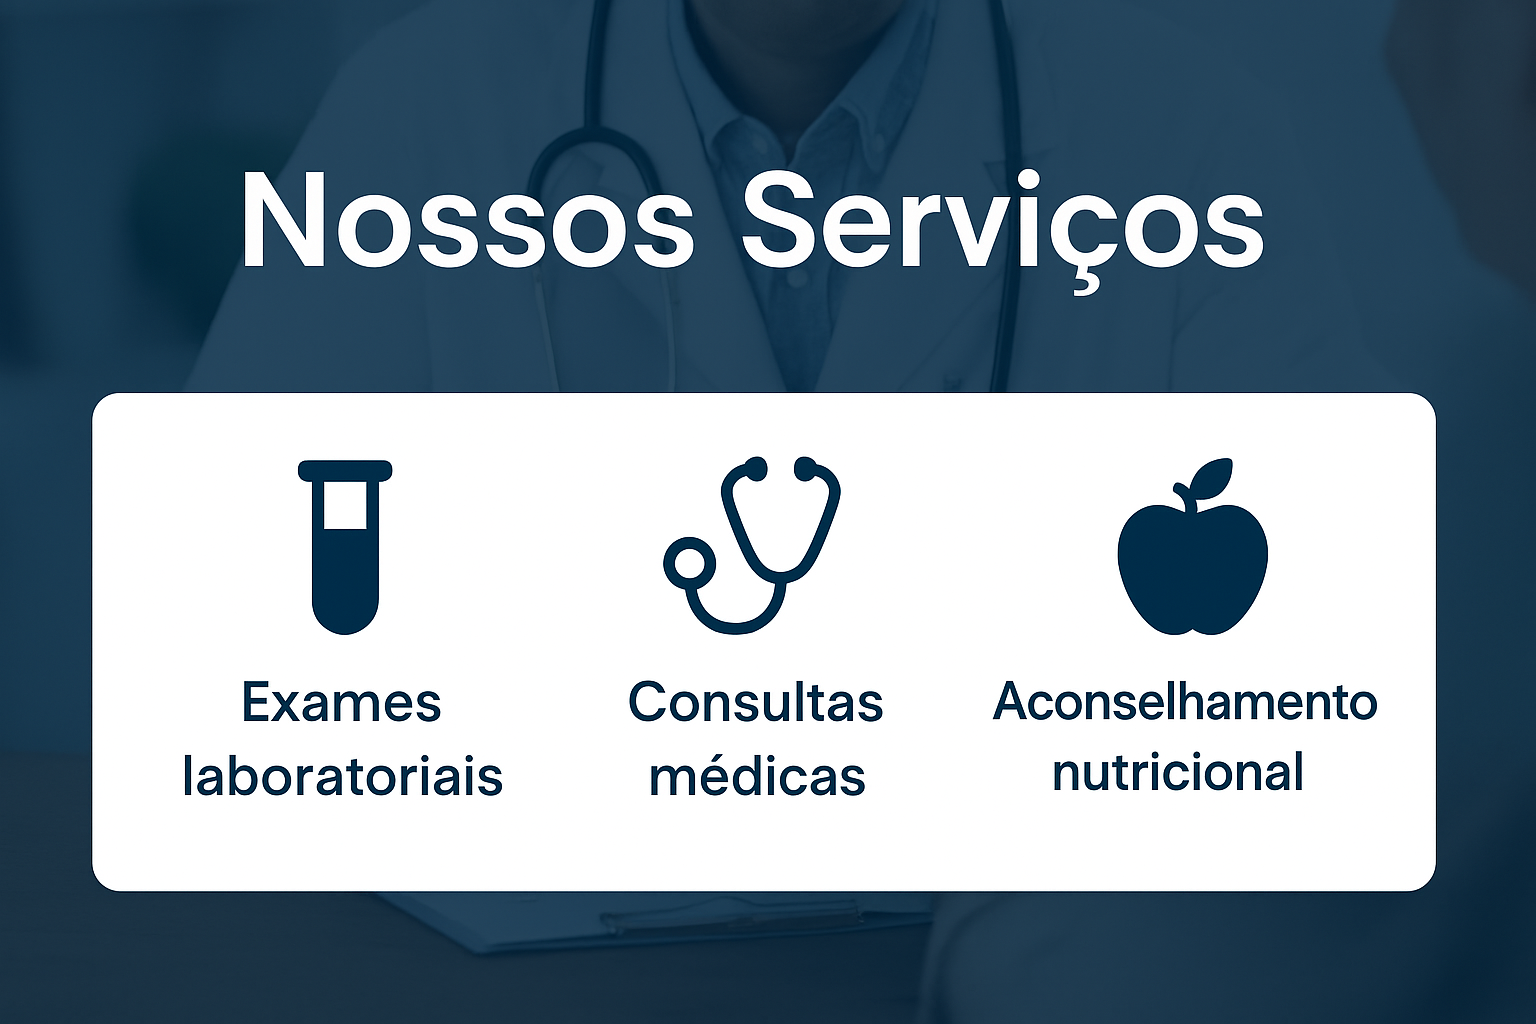 Nossos Serviços
Exames
laboratoriais
Consultas
médicas
Aconselhamento
nutricional